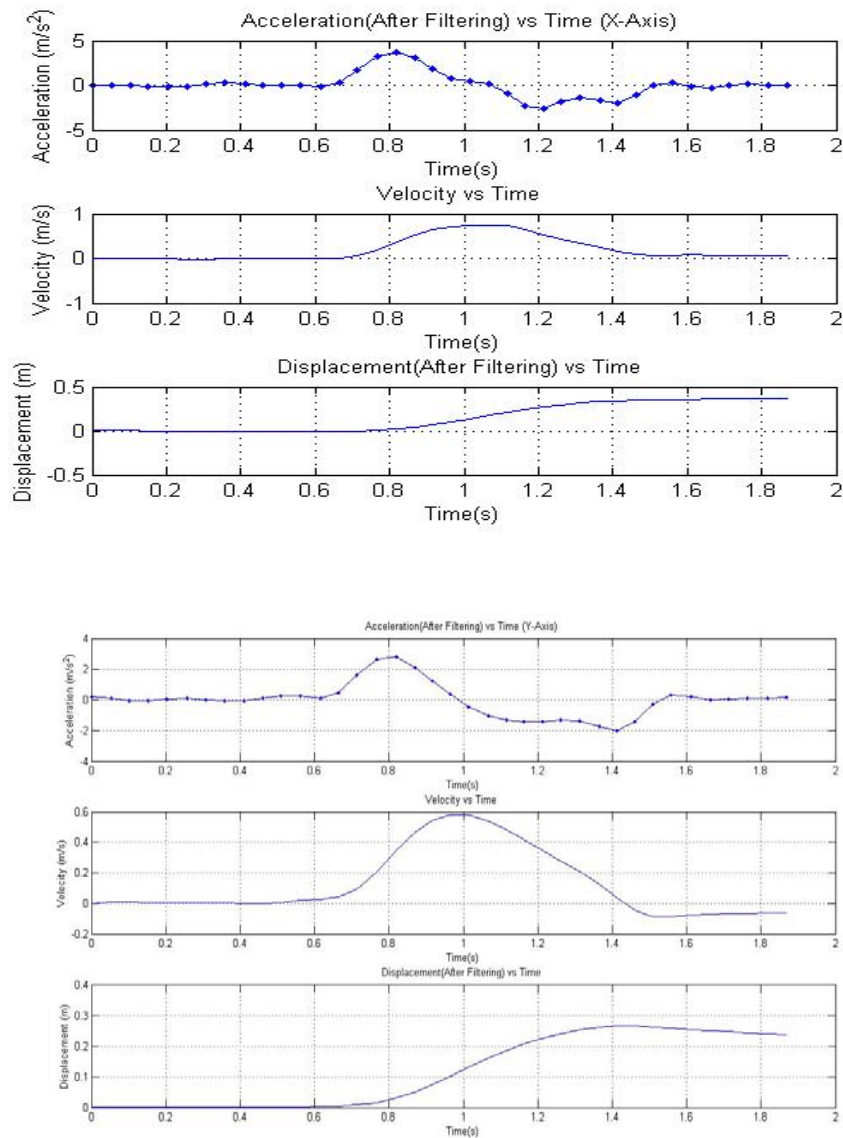 Acceleration(After Filtering) vs Time (X-Axis)
Acceleration (m/s²)
5
0
-5
0 0.2 0.4 0.6 0.8 1 1.2 1.4 1.6 1.8 2
Time(s)
Velocity vs Time
Velocity (m/s)
1
0
-1
0 0.2 0.4 0.6 0.8 1 1.2 1.4 1.6 1.8 2
Time(s)
Displacement(After Filtering) vs Time
Displacement (m)
0.5
0
-0.5
0 0.2 0.4 0.6 0.8 1 1.2 1.4 1.6 1.8 2
Time(s)
Acceleration(After Filtering) vs Time (Y-Axis)
Acceleration (m/s²)
4
2
0
-2
-4
0 0.2 0.4 0.6 0.8 1 1.2 1.4 1.6 1.8 2
Time(s)
Velocity vs Time
Velocity (m/s)
0.6
0.4
0.2
0
-0.2
0 0.2 0.4 0.6 0.8 1 1.2 1.4 1.6 1.8 2
Time(s)
Displacement(After Filtering) vs Time
Displacement (m)
0.4
0.3
0.2
0.1
0
0 0.2 0.4 0.6 0.8 1 1.2 1.4 1.6 1.8 2
Time(s)